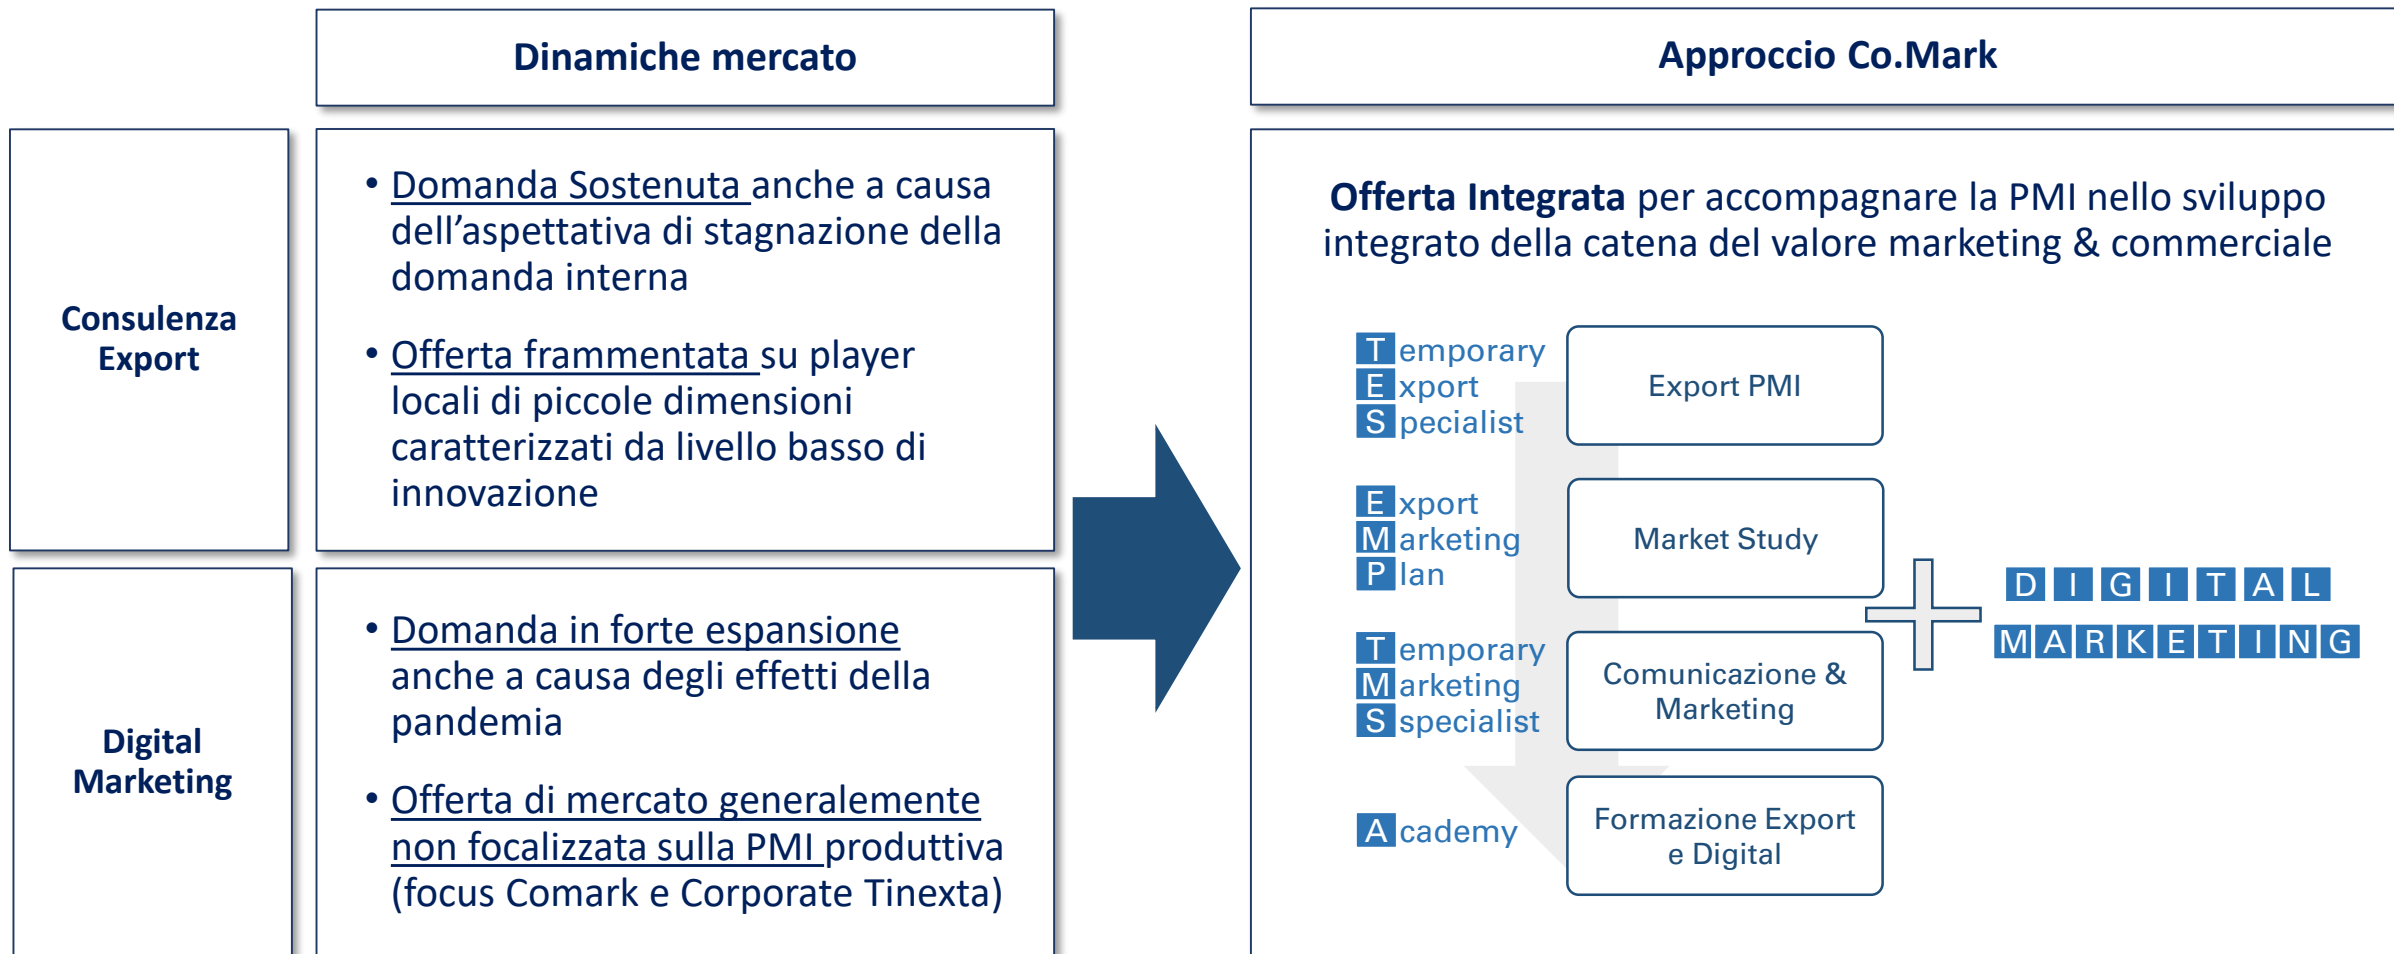 Dinamiche mercato
Approccio Co.Mark
Consulenza
Export
• Domanda Sostenuta anche a causa
dell’aspettativa di stagnazione della
domanda interna
• Offerta frammentata su player
locali di piccole dimensioni
caratterizzati da livello basso di
innovazione
Digital
Marketing
• Domanda in forte espansione
anche a causa degli effetti della
pandemia
• Offerta di mercato generalemente
non focalizzata sulla PMI produttiva
(focus Comark e Corporate Tinexta)
Offerta Integrata per accompagnare la PMI nello sviluppo
integrato della catena del valore marketing & commerciale
Temporary
Export
Specialist
Export PMI
Export
Marketing
Plan
Market Study
Temporary
Marketing
Sspecialist
Comunicazione &
Marketing
Academy
Formazione Export
e Digital
DIGITAL
MARKETING